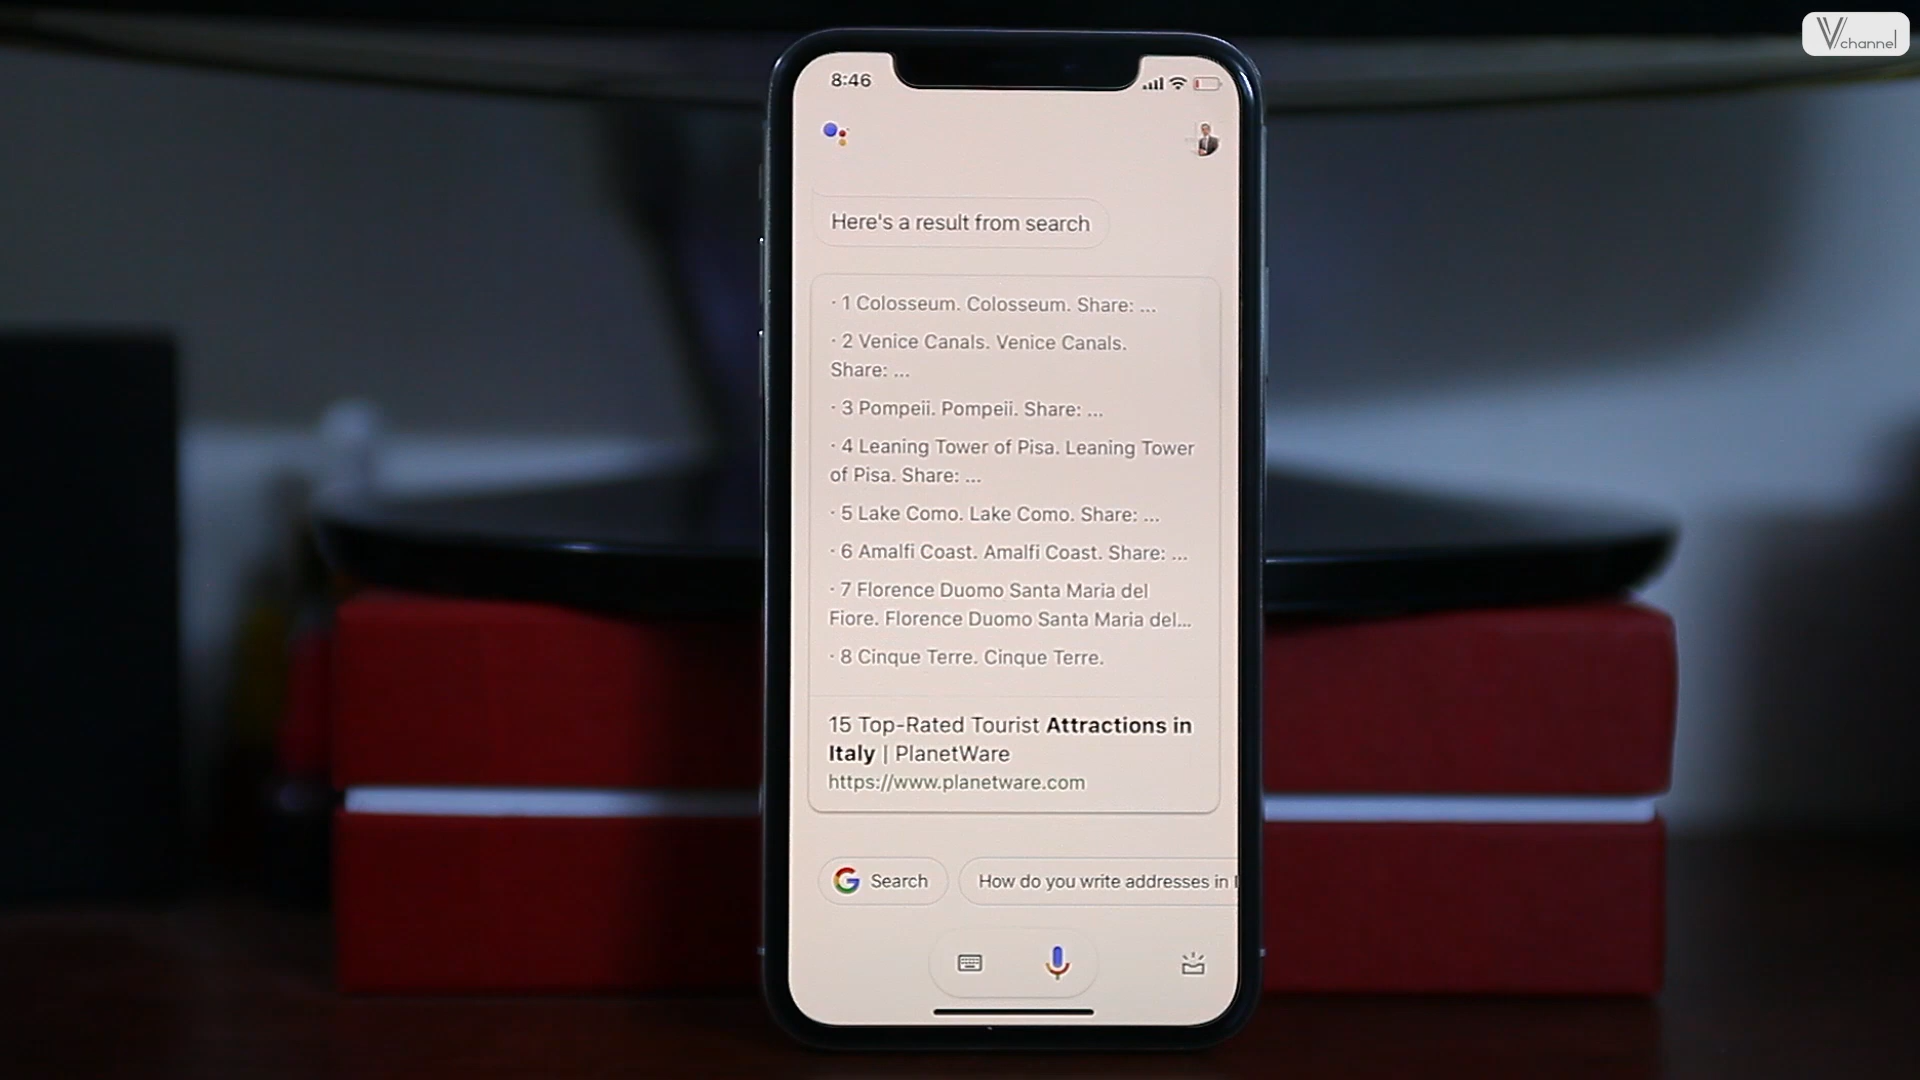 V channel
8:46
Here's a result from search
· 1 Colosseum. Colosseum. Share: ...
· 2 Venice Canals. Venice Canals.
Share: ...
· 3 Pompeii. Pompeii. Share: ...
· 4 Leaning Tower of Pisa. Leaning Tower
of Pisa. Share: ...
· 5 Lake Como. Lake Como. Share: ...
· 6 Amalfi Coast. Amalfi Coast. Share: ...
· 7 Florence Duomo Santa Maria del
Fiore. Florence Duomo Santa Maria del...
· 8 Cinque Terre. Cinque Terre.
15 Top-Rated Tourist Attractions in
Italy | PlanetWare
https://www.planetware.com
G Search
How do you write addresses in